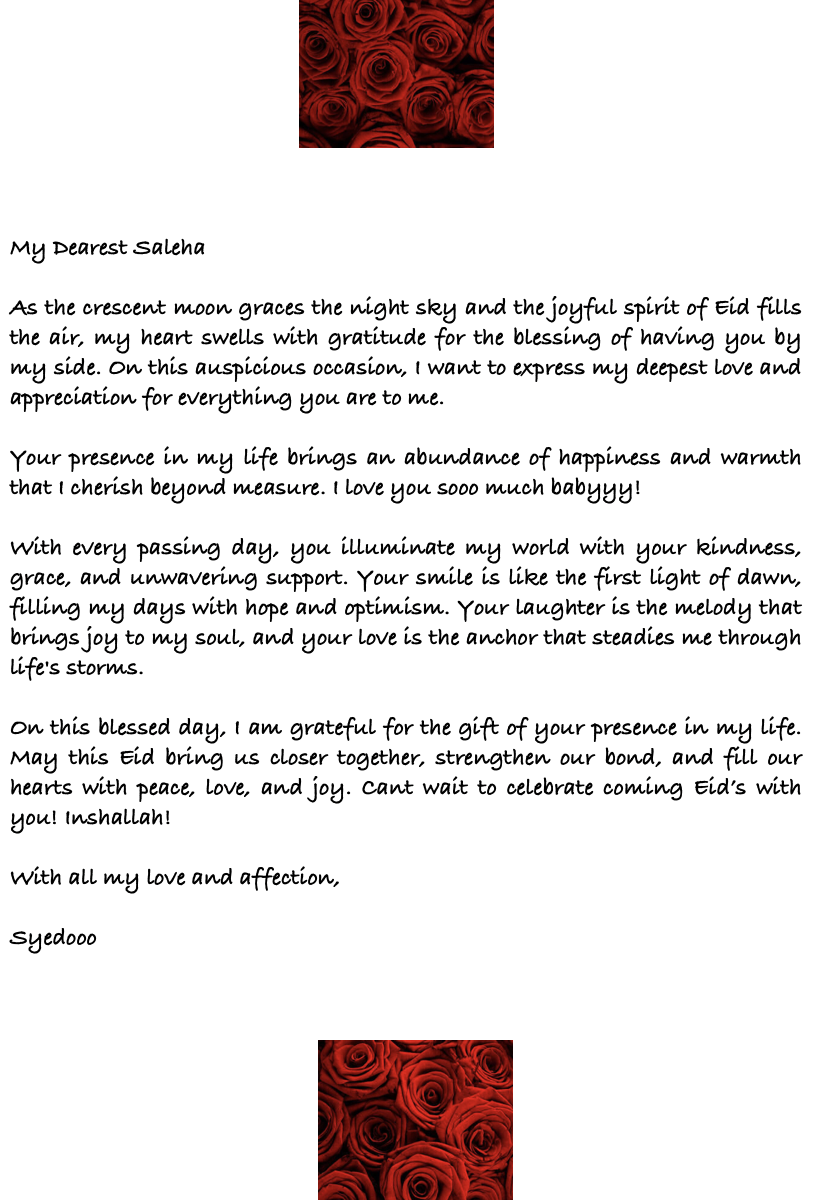 My Dearest Saleha
As the crescent moon graces the night sky and the joyful spirit of Eid fills
the air, my heart swells with gratitude for the blessing of having you by
my side. On this auspicious occasion, I want to express my deepest love and
appreciation for everything you are to me.
Your presence in my life brings an abundance of happiness and warmth
that I cherish beyond measure. I love you sooo much babyyy!
With every passing day, you illuminate my world with your kindness,
grace, and unwavering support. Your smile is like the first light of dawn,
filling my days with hope and optimism. Your laughter is the melody that
brings joy to my soul, and your love is the anchor that steadies me through
life's storms.
On this blessed day, I am grateful for the gift of your presence in my life.
May this Eid bring us closer together, strengthen our bond, and fill our
hearts with peace, love, and joy. Cant wait to celebrate coming Eid’s with
you! Inshallah!
With all my love and affection,
Syedooo